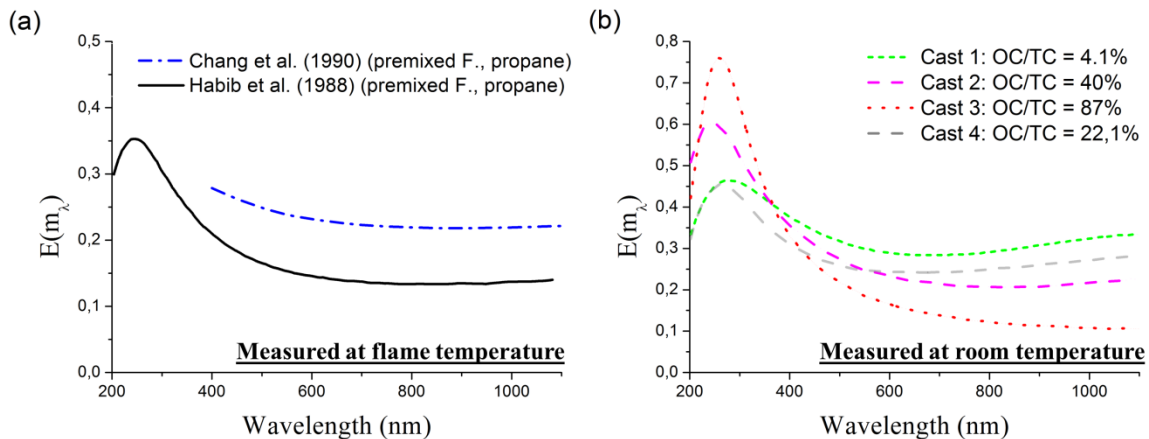 (a)
0,5
0,4
0,3
0,2
0,1
0,0
E(mλ)
Chang et al. (1990) (premixed F., propane)
Habib et al. (1988) (premixed F., propane)
Measured at flame temperature
200 400 600 800 1000
Wavelength (nm)
(b)
0,8
0,7
0,6
0,5
0,4
0,3
0,2
0,1
0,0
E(mλ)
Cast 1: OC/TC = 4.1%
Cast 2: OC/TC = 40%
Cast 3: OC/TC = 87%
Cast 4: OC/TC = 22,1%
Measured at room temperature
200 400 600 800 1000
Wavelength (nm)